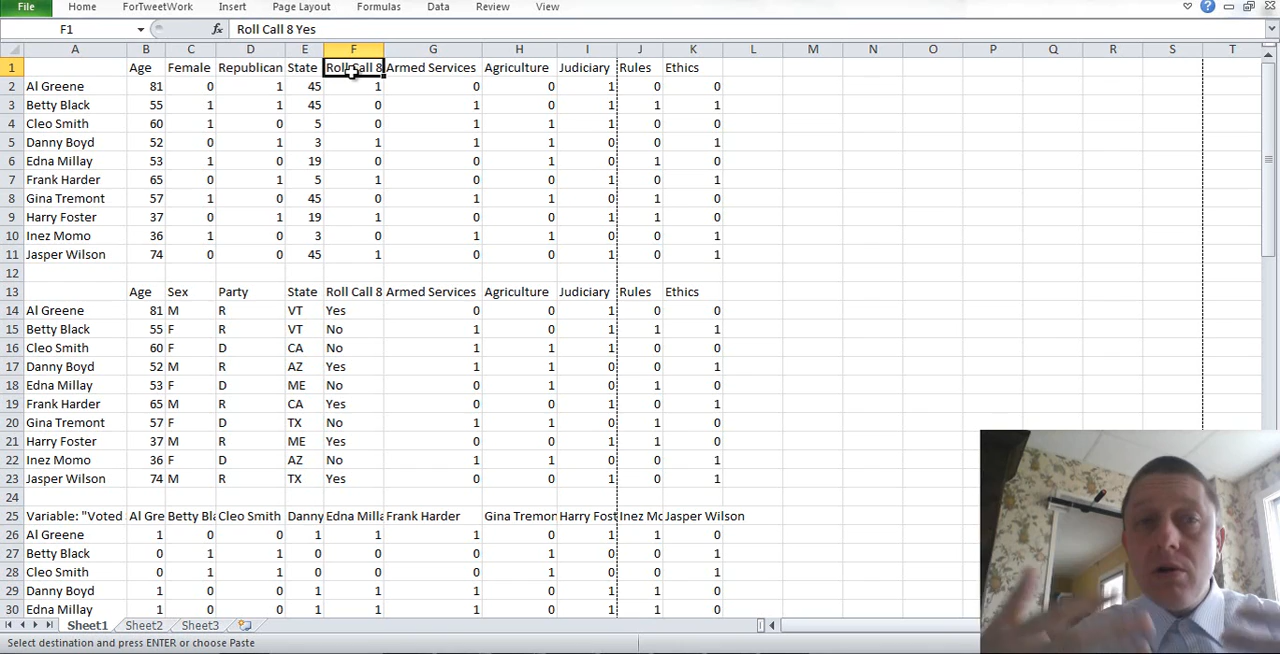 File Home ForTweetWork Insert Page Layout Formulas Data Review View
F1 fx Roll Call 8 Yes
A B C D E F G H I J K L M N O P Q R S T
1 Age Female Republican State Roll Call 8 Armed Services Agriculture Judiciary Rules Ethics
2 Al Greene 81 0 1 45 1 0 0 1 0 0
3 Betty Black 55 1 1 45 0 1 0 1 1 1
4 Cleo Smith 60 1 0 5 0 1 1 1 0 0
5 Danny Boyd 52 0 1 3 1 1 1 0 0 1
6 Edna Millay 53 1 0 19 0 0 1 0 1 0
7 Frank Harder 65 0 1 5 1 0 0 1 0 1
8 Gina Tremont 57 1 0 45 0 1 1 0 1 1
9 Harry Foster 37 0 1 19 1 0 0 1 1 0
10 Inez Momo 36 1 0 3 0 1 1 0 0 1
11 Jasper Wilson 74 0 0 45 1 0 0 1 0 0
12
13 Age Sex Party State Roll Call 8 Armed Services Agriculture Judiciary Rules Ethics
14 Al Greene 81 M R VT Yes 0 0 1 0 0
15 Betty Black 55 F R VT No 1 0 1 1 1
16 Cleo Smith 60 F D CA No 1 1 1 0 0
17 Danny Boyd 52 M R AZ Yes 1 1 0 0 1
18 Edna Millay 53 F D ME No 0 1 0 1 0
19 Frank Harder 65 M R CA Yes 0 0 1 0 1
20 Gina Tremont 57 F D TX No 1 1 0 1 1
21 Harry Foster 37 M R ME Yes 0 0 1 1 0
22 Inez Momo 36 F D AZ No 1 1 0 0 1
23 Jasper Wilson 74 M R TX Yes 0 0 1 0 0
24
25 Variable: "Voted Al Gre Betty Bla Cleo Smith Danny Edna Milla Frank Harder Gina Tremon Harry Fost Inez Mo Jasper Wilson
26 Al Greene 1 0 0 1 1 1 0 1 1 0
27 Betty Black 0 1 1 0 0 0 1 0 0 1
28 Cleo Smith 0 1 1 0 0 0 1 0 0 1
29 Danny Boyd 1 0 0 1 1 1 0 1 1 0
30 Edna Millay 1 0 0 1 1 1 0 1 1 0
Sheet1 Sheet2 Sheet3
Select destination and press ENTER or choose Paste